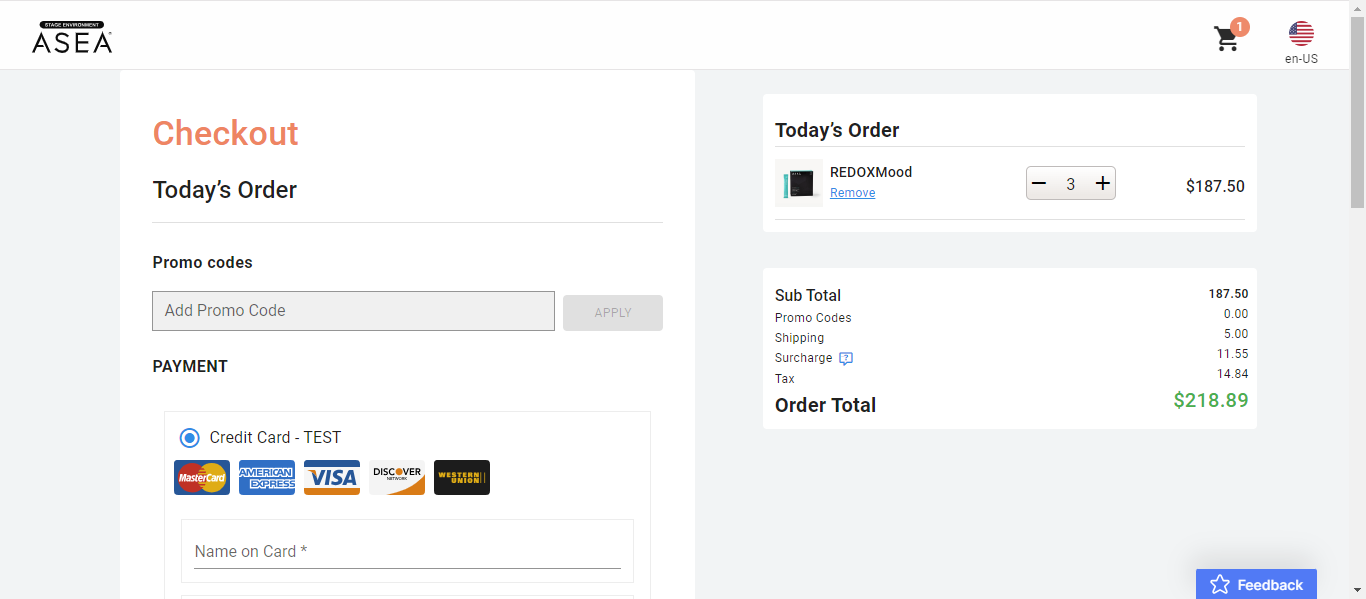 STAGE ENVIRONMENT
ASEA
1
en-US
Checkout
Today's Order
Promo codes
Add Promo Code
APPLY
PAYMENT
Credit Card - TEST
MasterCard
AMERICAN
EXPRESS
VISA
DISCOVER
NETWORK
WESTERN
UNION
Name on Card *
Today's Order
REDOXMood
Remove
3
$187.50
Sub Total 187.50
Promo Codes 0.00
Shipping 5.00
Surcharge ? 11.55
Tax 14.84
Order Total $218.89
Feedback